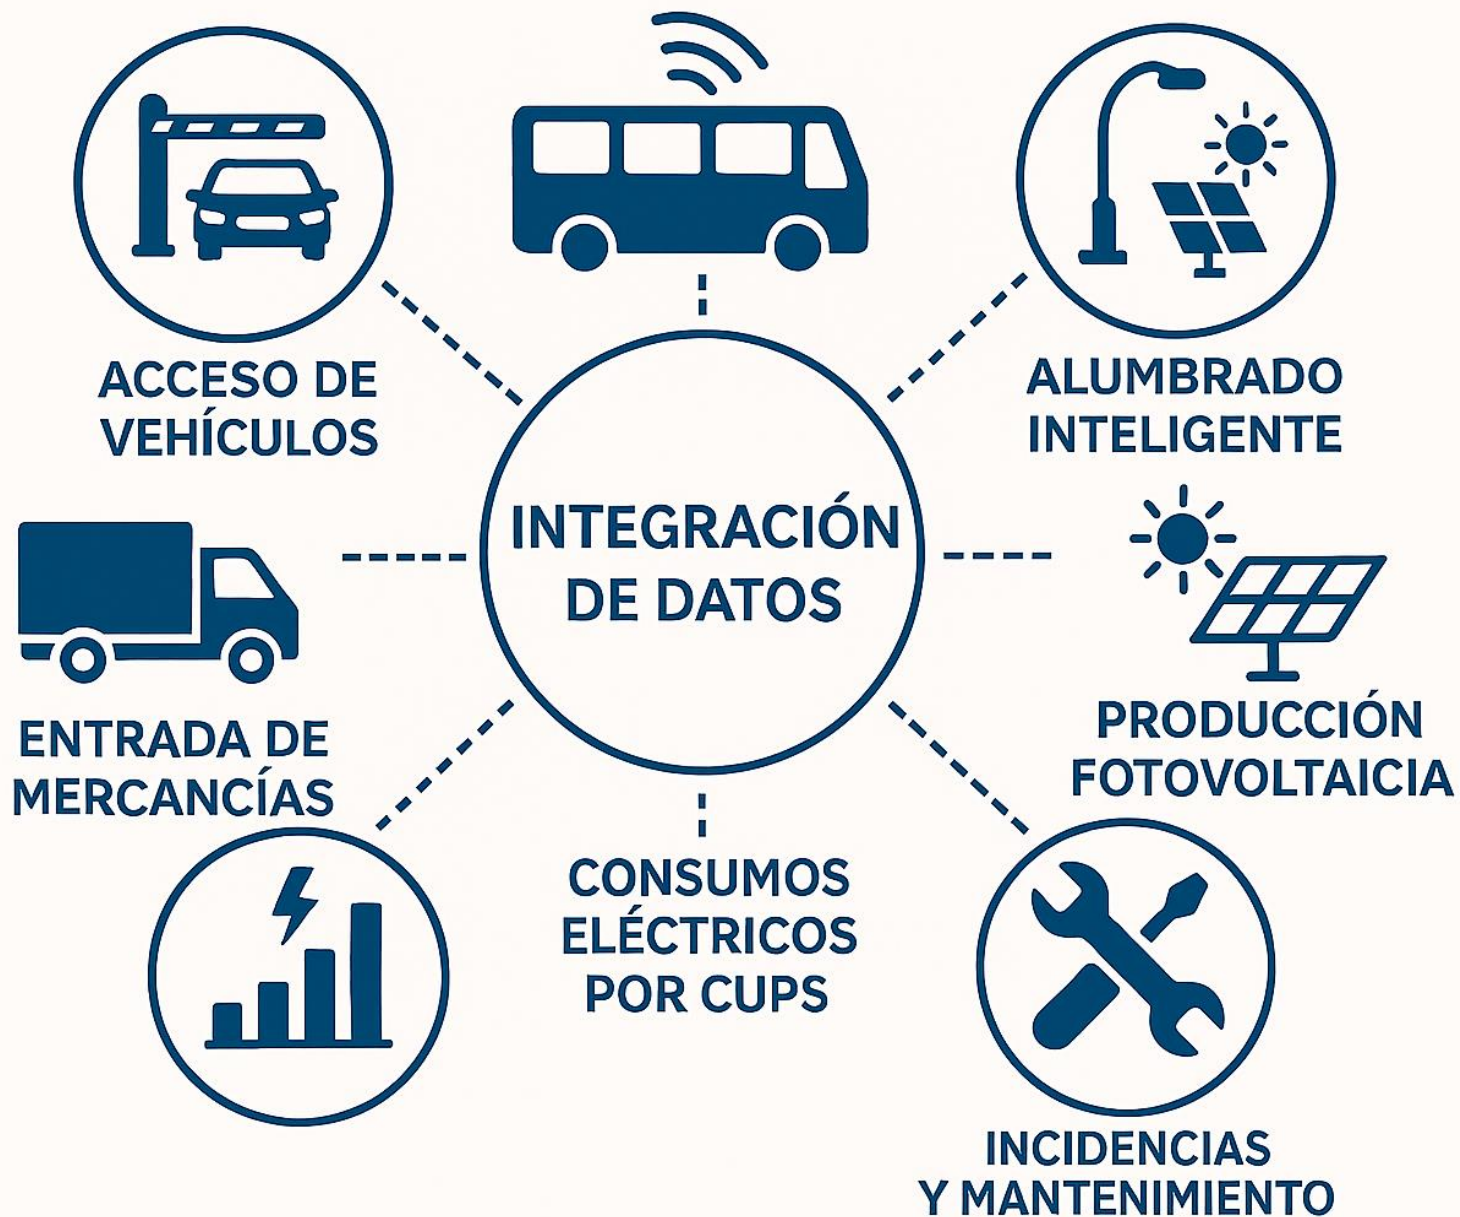 ACCESO DE
VEHÍCULOS
ALUMBRADO
INTELIGENTE
INTEGRACIÓN
DE DATOS
ENTRADA DE
MERCANCÍAS
PRODUCCIÓN
FOTOVOLTAICIA
CONSUMOS
ELÉCTRICOS
POR CUPS
INCIDENCIAS
Y MANTENIMIENTO